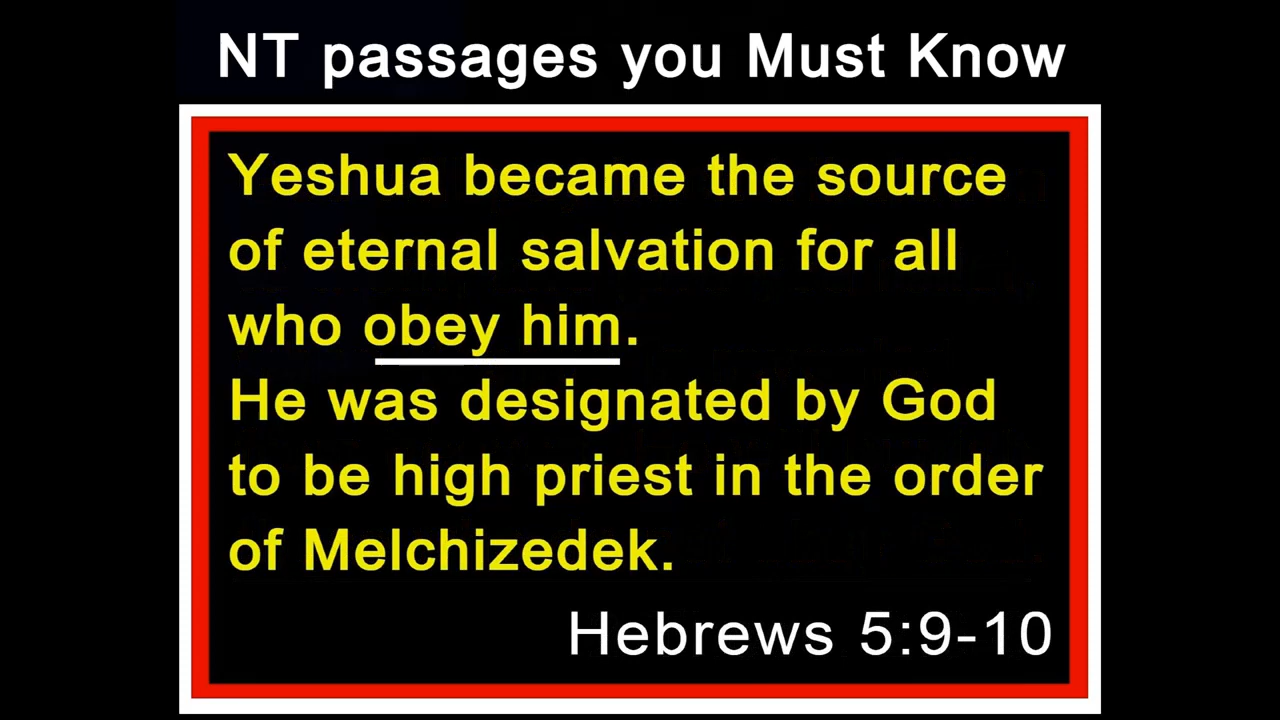 NT passages you Must Know
Yeshua became the source
of eternal salvation for all
who obey him.
He was designated by God
to be high priest in the order
of Melchizedek.
Hebrews 5:9-10